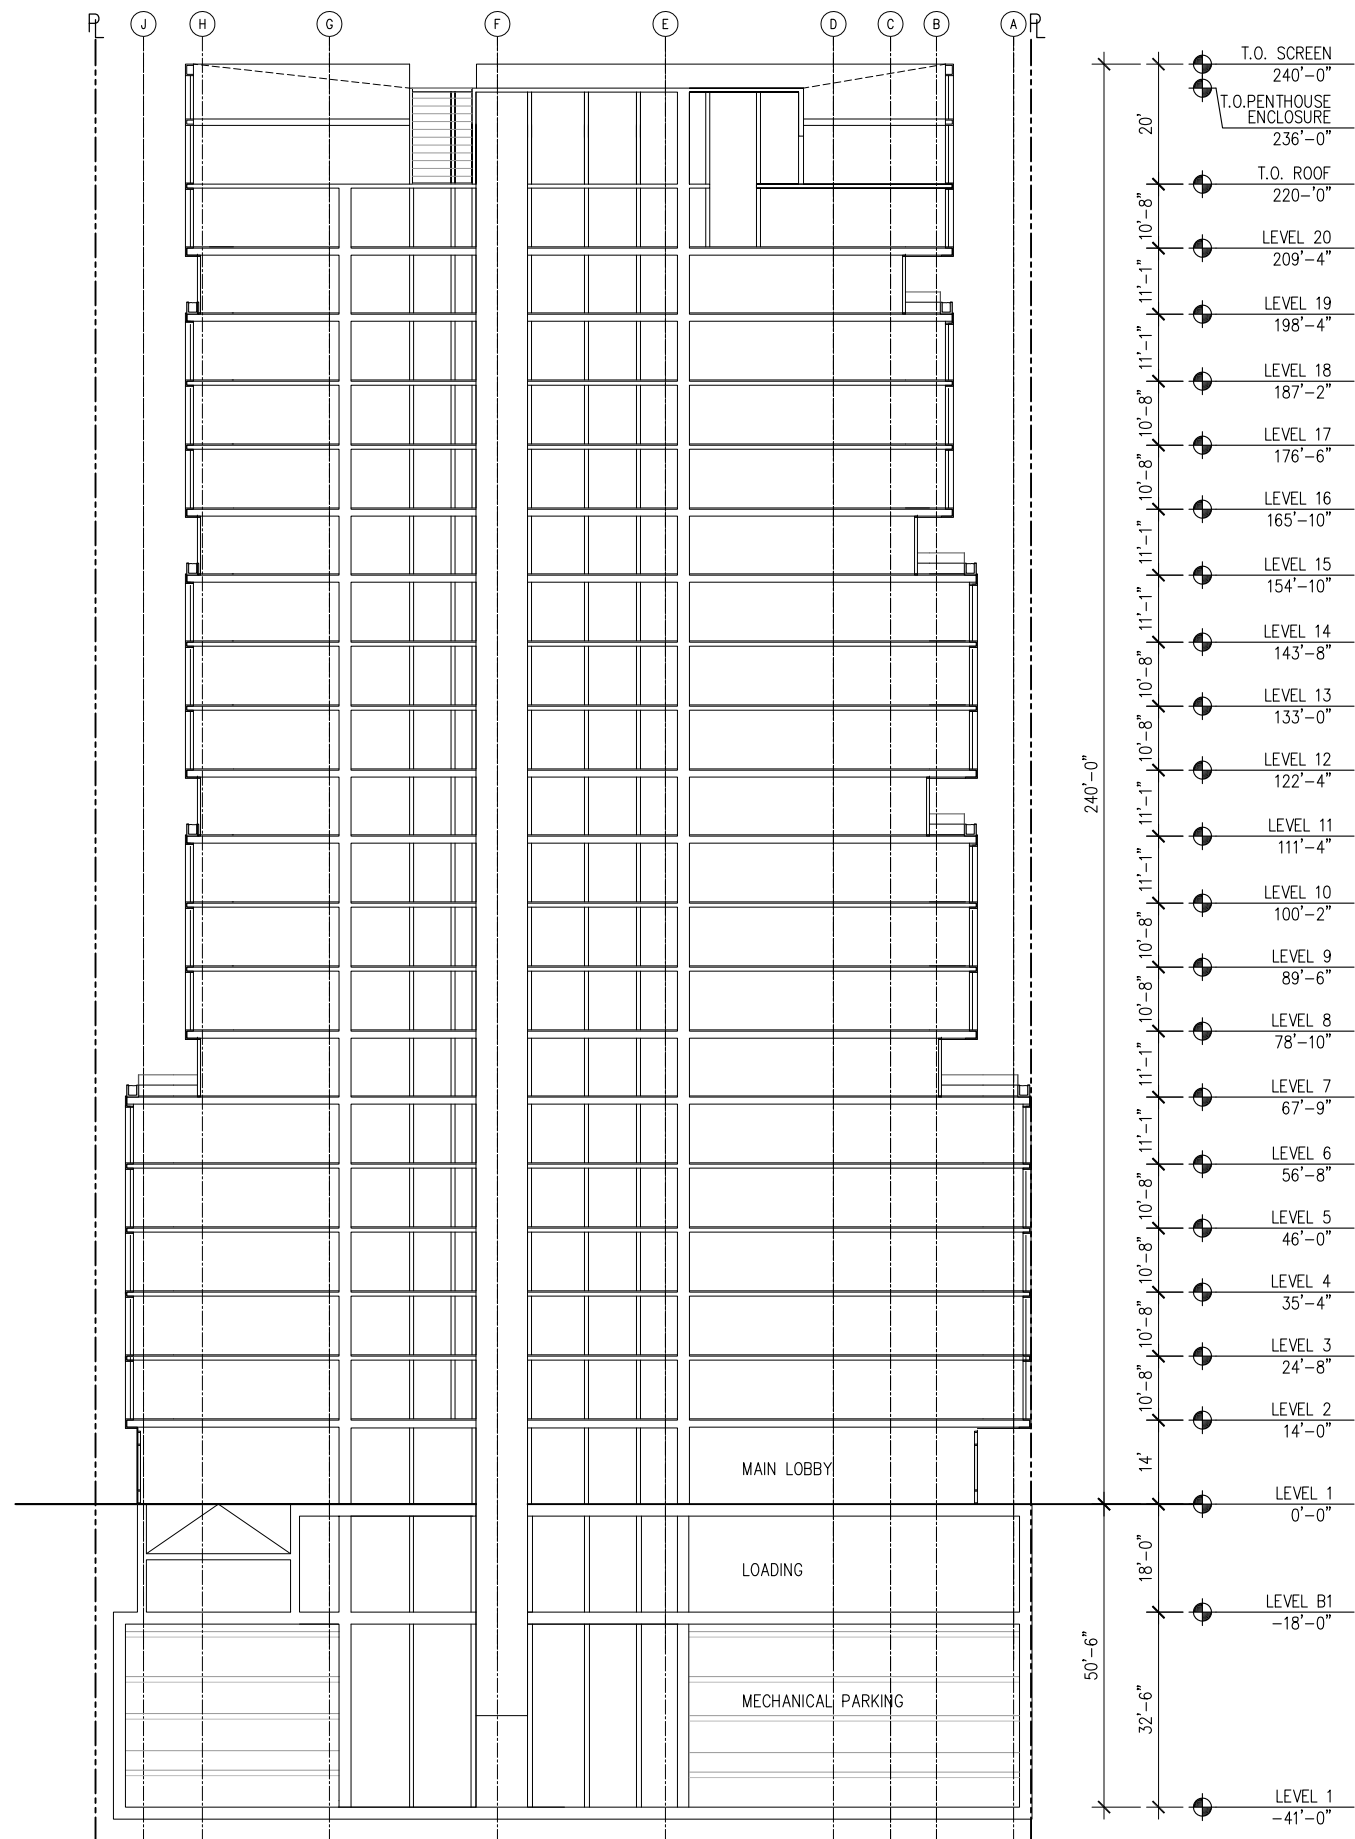 PL J H G F E D C B A PL
T.O. SCREEN
240'-0"
T.O.PENTHOUSE
ENCLOSURE
236'-0"
20'
T.O. ROOF
220-'0"
10'-8"
LEVEL 20
209'-4"
11'-1"
LEVEL 19
198'-4"
11'-1"
LEVEL 18
187'-2"
10'-8"
LEVEL 17
176'-6"
10'-8"
LEVEL 16
165'-10"
11'-1"
LEVEL 15
154'-10"
11'-1"
LEVEL 14
143'-8"
10'-8"
LEVEL 13
133'-0"
10'-8"
LEVEL 12
122'-4"
240'-0"
11'-1"
LEVEL 11
111'-4"
11'-1"
LEVEL 10
100'-2"
10'-8"
LEVEL 9
89'-6"
10'-8"
LEVEL 8
78'-10"
11'-1"
LEVEL 7
67'-9"
11'-1"
LEVEL 6
56'-8"
10'-8"
LEVEL 5
46'-0"
10'-8"
LEVEL 4
35'-4"
10'-8"
LEVEL 3
24'-8"
10'-8"
LEVEL 2
14'-0"
MAIN LOBBY
14'
LEVEL 1
0'-0"
LOADING
18'-0"
LEVEL B1
-18'-0"
50'-6"
MECHANICAL PARKING
32'-6"
LEVEL 1
-41'-0"